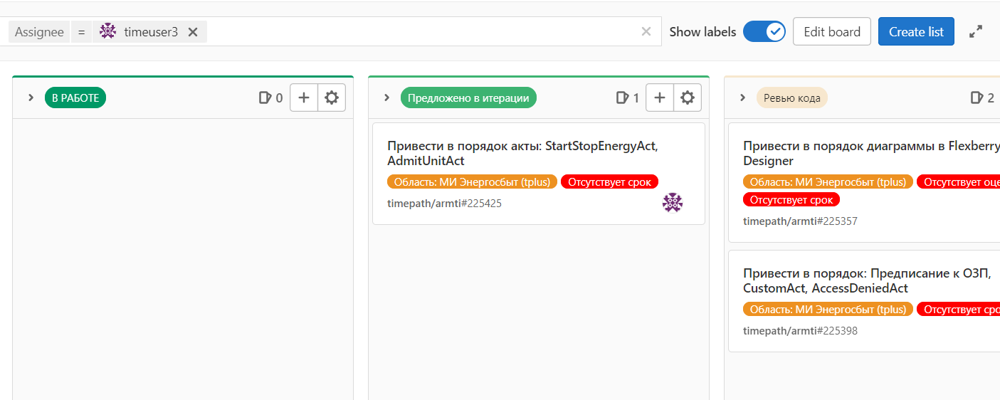 Assignee = timeuser3 Show labels Edit board Create list
В РАБОТЕ 0
Предложено в итерации 1
Привести в порядок акты: StartStopEnergyAct,
AdmitUnitAct
Область: МИ Энергосбыт (tplus) Отсутствует срок
timepath/armti#225425
Ревью кода 2
Привести в порядок диаграммы в Flexberry
Designer
Область: МИ Энергосбыт (tplus) Отсутствует оце
Отсутствует срок
timepath/armti#225357
Привести в порядок: Предписание к ОЗП,
CustomAct, AccessDeniedAct
Область: МИ Энергосбыт (tplus) Отсутствует сро
timepath/armti#225398